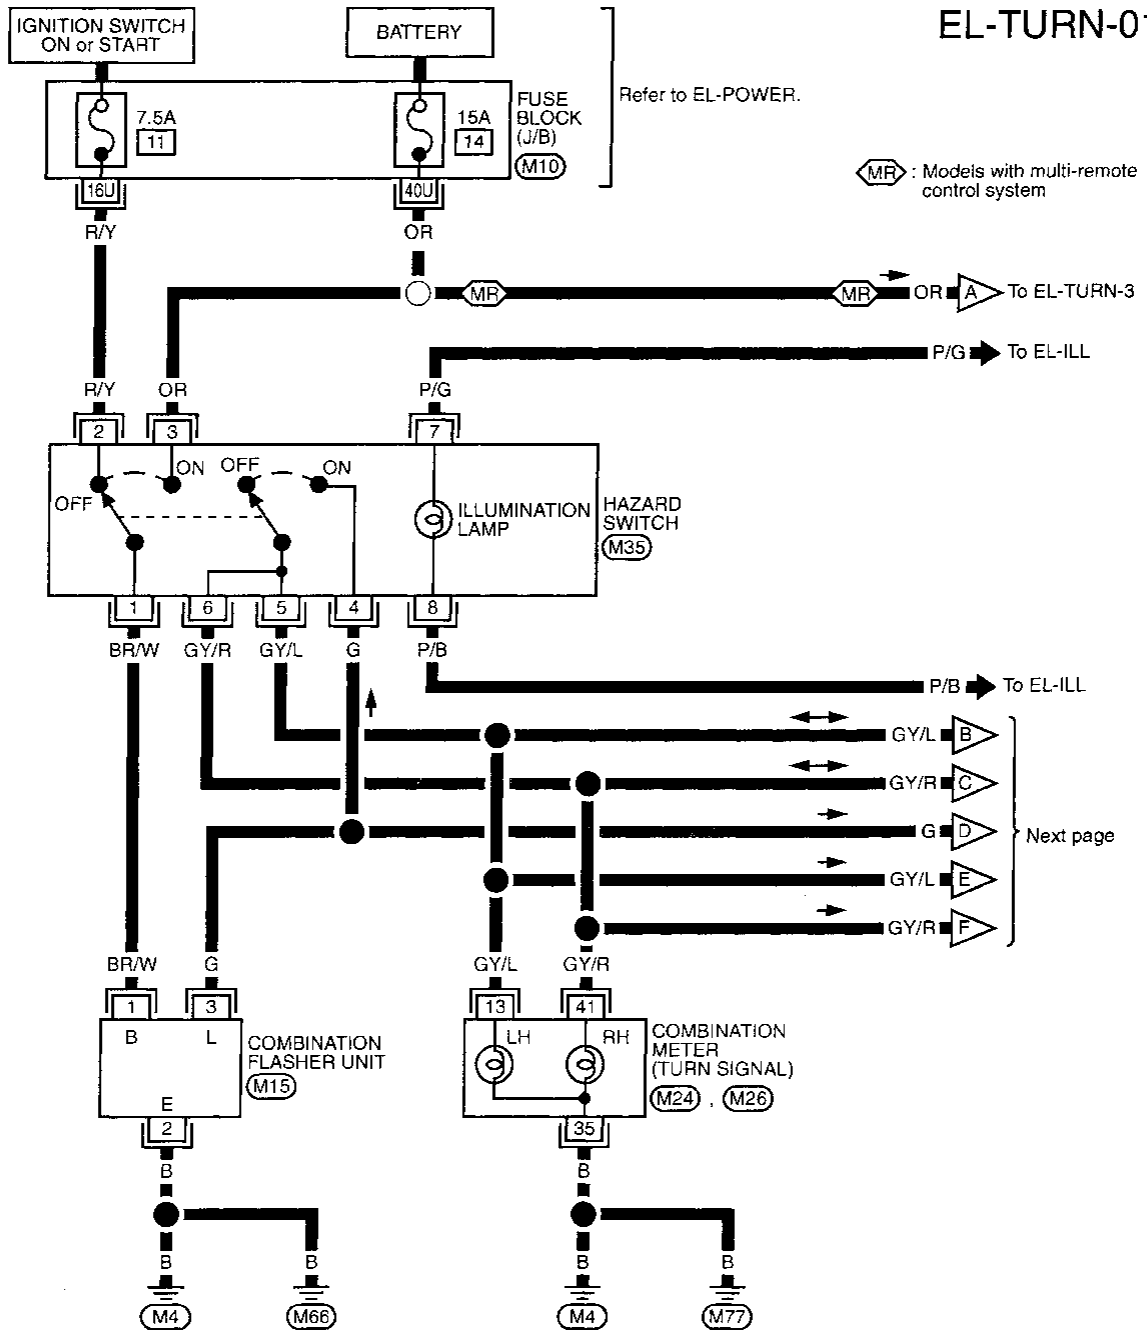 EL-TURN-01
IGNITION SWITCH
ON or START
BATTERY
7.5A
11
15A
14
FUSE
BLOCK
(J/B)
M10
Refer to EL-POWER.
MR : Models with multi-remote
control system
16U
40U
R/Y
OR
MR
MR
OR
A
To EL-TURN-3
P/G
To EL-ILL
R/Y
OR
P/G
2
3
7
OFF
ON
OFF
ON
ILLUMINATION
LAMP
HAZARD
SWITCH
M35
1
6
5
4
8
BR/W
GY/R
GY/L
G
P/B
P/B
To EL-ILL
GY/L
B
GY/R
C
G
D
GY/L
E
GY/R
F
Next page
BR/W
G
GY/L
GY/R
1
3
13
41
B
L
LH
RH
COMBINATION
FLASHER UNIT
M15
COMBINATION
METER
(TURN SIGNAL)
M24 , M26
E
2
35
B
B
B
B
B
B
M4
M66
M4
M77